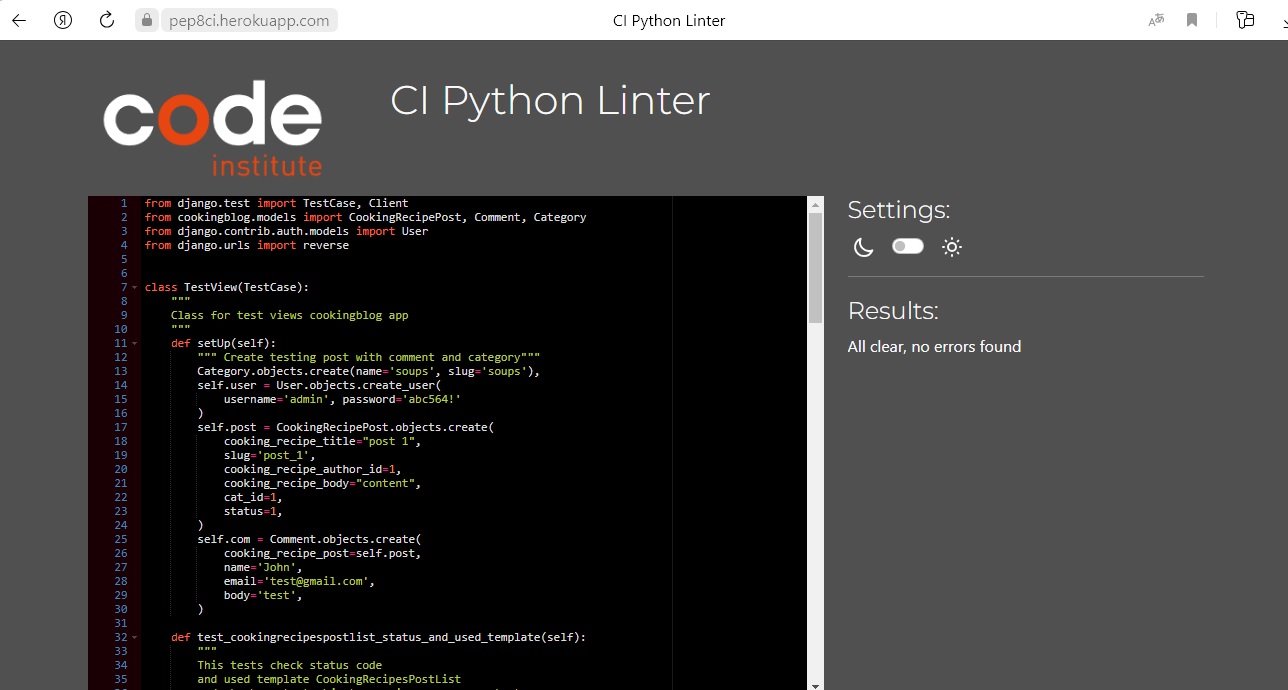 pep8ci.herokuapp.com
CI Python Linter
code
institute
CI Python Linter
1 from django.test import TestCase, Client
2 from cookingblog.models import CookingRecipePost, Comment, Category
3 from django.contrib.auth.models import User
4 from django.urls import reverse
5
6
7 class TestView(TestCase):
8 """
9 Class for test views cookingblog app
10 """
11 def setUp(self):
12 """ Create testing post with comment and category"""
13 Category.objects.create(name='soups', slug='soups'),
14 self.user = User.objects.create_user(
15 username='admin', password='abc564!'
16 )
17 self.post = CookingRecipePost.objects.create(
18 cooking_recipe_title="post 1",
19 slug='post_1',
20 cooking_recipe_author_id=1,
21 cooking_recipe_body="content",
22 cat_id=1,
23 status=1,
24 )
25 self.com = Comment.objects.create(
26 cooking_recipe_post=self.post,
27 name='John',
28 email='test@gmail.com',
29 body='test',
30 )
31
32 def test_cookingrecipespostlist_status_and_used_template(self):
33 """
34 This tests check status code
35 and used template CookingRecipesPostList
Settings:
Results:
All clear, no errors found